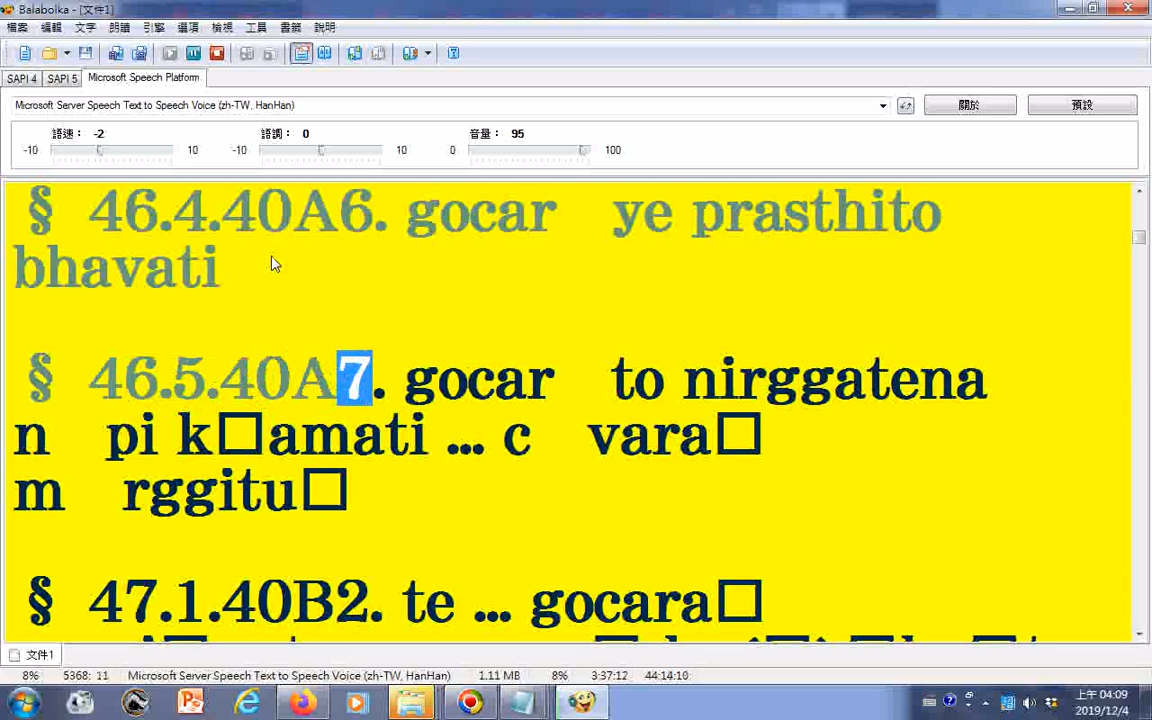 Balabolka - [文件1]
檔案 編輯 文字 朗讀 引擎 選項 檢視 工具 書籤 說明
SAPI 4 SAPI 5 Microsoft Speech Platform
Microsoft Server Speech Text to Speech Voice (zh-TW, HanHan) 關於 預設
語速： -2 語調： 0 音量： 95
-10 10 -10 10 0 100
§ 46.4.40A6. gocar ye prasthito
bhavati
§ 46.5.40A7. gocar to nirggatena
n pi k□amati ... c vara□
m rggitu□
§ 47.1.40B2. te ... gocara□
文件1
8% 5368: 11 Microsoft Server Speech Text to Speech Voice (zh-TW, HanHan) 1.11 MB 8% 3:37:12 44:14:10
上午 04:09
2019/12/4